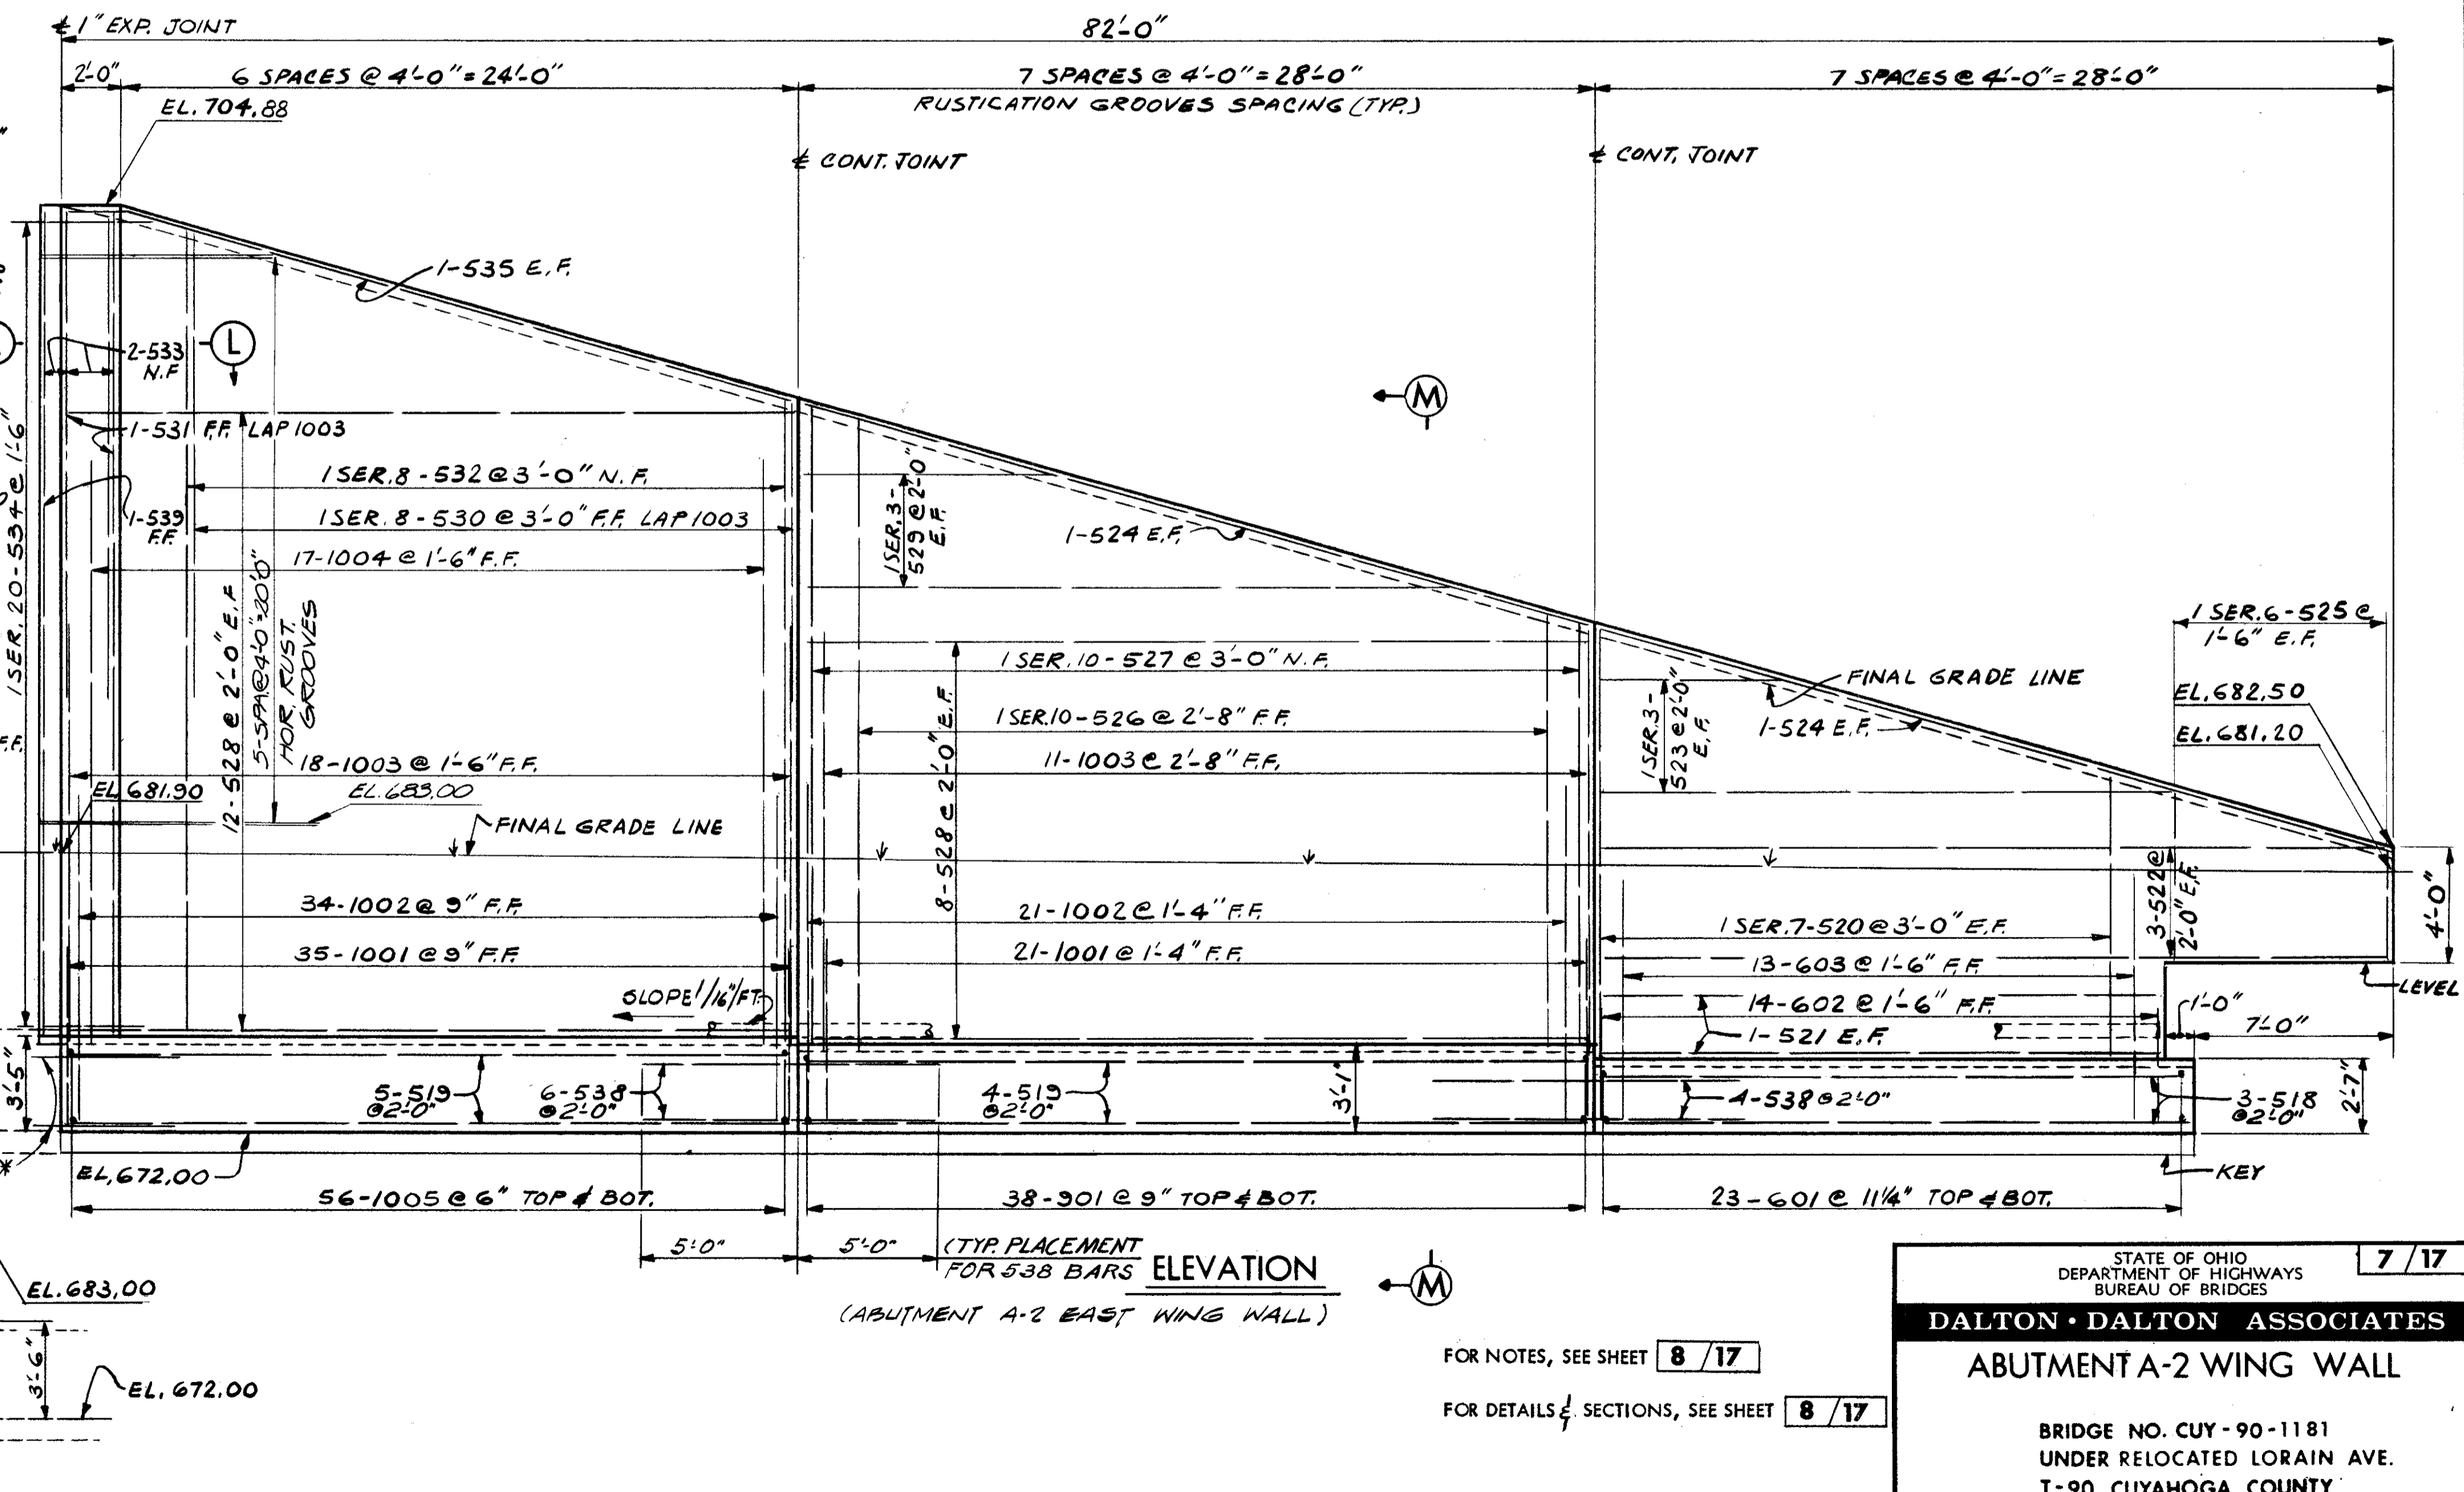 ℄ 1" EXP. JOINT
82'-0"
2'-0"
6 SPACES @ 4'-0" = 24'-0"
7 SPACES @ 4'-0" = 28'-0"
7 SPACES @ 4'-0" = 28'-0"
RUSTICATION GROOVES SPACING (TYP.)
EL. 704.88
℄ CONT. JOINT
℄ CONT. JOINT
1-535 E.F.
2-533
N.F
L
M
1-531 F.F. LAP 1003
1 SER. 8-532 @ 3'-0" N.F.
1-539
F.F.
1 SER. 8-530 @ 3'-0" F.F. LAP 1003
17-1004 @ 1'-6" F.F.
1 SER. 20-534 @ 1'-6"
F.F.
12-528 @ 2'-0" E.F
5-SPA@4'-0"=20'0"
HOR. RUST.
GROOVES
1 SER. 3-
529 @ 2'-0"
E.F.
1-524 E.F.
1 SER. 10-527 @ 3'-0" N.F.
1 SER. 10-526 @ 2'-8" F.F.
11-1003 @ 2'-8" F.F.
8-528 @ 2'-0" E.F.
1 SER. 6-525 @
1'-6" E.F.
FINAL GRADE LINE
EL. 682.50
1-524 E.F.
EL. 681.20
1 SER. 3-
523 @ 2'-0"
E.F.
18-1003 @ 1'-6" F.F.
EL 681.90
EL. 683.00
FINAL GRADE LINE
34-1002 @ 9" F.F.
21-1002 @ 1'-4" F.F.
35-1001 @ 9" F.F.
21-1001 @ 1'-4" F.F.
1 SER. 7-520 @ 3'-0" E.F.
3-522 @
2'-0" E.F.
4'-0"
13-603 @ 1'-6" F.F.
14-602 @ 1'-6" F.F.
1-521 E.F.
LEVEL
1'-0"
7'-0"
SLOPE 1/16"/FT.
3'-5"
5-519
@2'-0"
6-538
@2'-0"
4-519
@2'-0"
3'-1"
4-538 @ 2'-0"
3-518
@2'-0"
2'-7"
*
EL. 672.00
KEY
56-1005 @ 6" TOP & BOT.
38-901 @ 9" TOP & BOT.
23-601 @ 11¼" TOP & BOT.
5'-0"
5'-0"
(TYP. PLACEMENT
FOR 538 BARS
ELEVATION
M
(ABUTMENT A-2 EAST WING WALL)
EL. 683.00
3'-6"
EL. 672.00
FOR NOTES, SEE SHEET 8 / 17
FOR DETAILS & SECTIONS, SEE SHEET 8 / 17
STATE OF OHIO
DEPARTMENT OF HIGHWAYS
BUREAU OF BRIDGES
7 / 17
DALTON • DALTON ASSOCIATES
ABUTMENT A-2 WING WALL
BRIDGE NO. CUY-90-1181
UNDER RELOCATED LORAIN AVE.
CUYAHOGA COUNTY